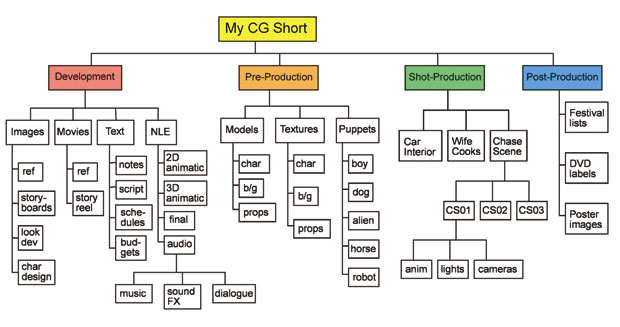 My CG Short
Development
Pre-Production
Shot-Production
Post-Production
Images
Movies
Text
NLE
ref
story-
boards
look
dev
char
design
ref
story
reel
notes
script
sche-
dules
bud-
gets
2D
animatic
3D
animatic
final
audio
music
sound
FX
dialogue
Models
Textures
Puppets
char
b/g
props
char
b/g
props
boy
dog
alien
horse
robot
Car
Interior
Wife
Cooks
Chase
Scene
CS01
CS02
CS03
anim
lights
cameras
Festival
lists
DVD
labels
Poster
images